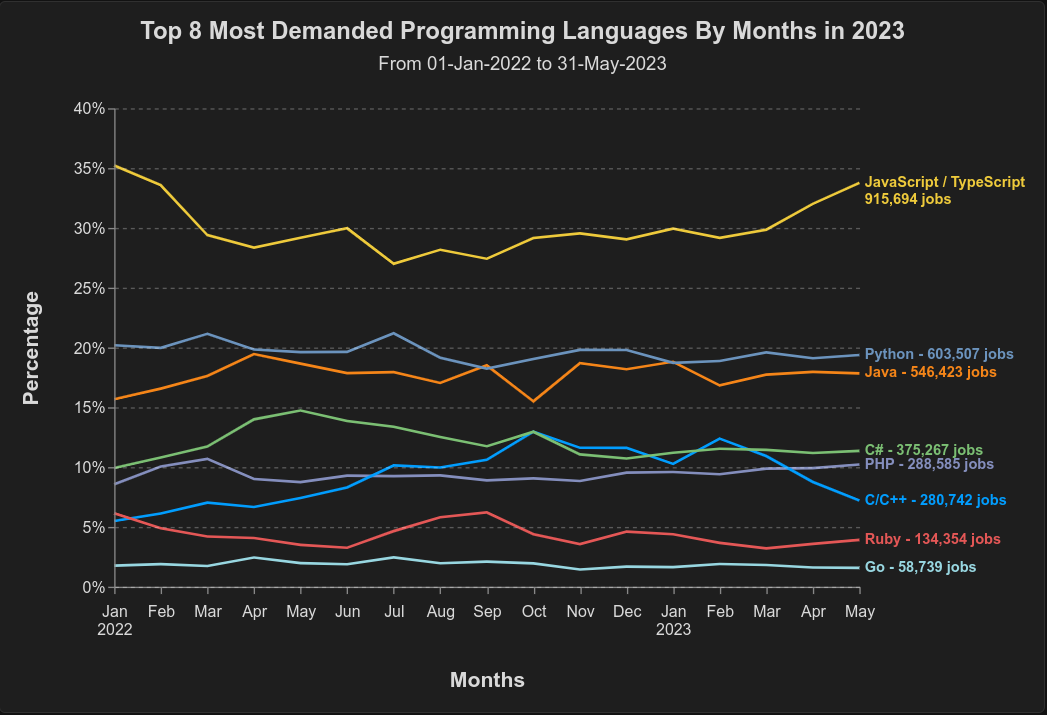 Top 8 Most Demanded Programming Languages By Months in 2023
From 01-Jan-2022 to 31-May-2023
Percentage
40%
35%
30%
25%
20%
15%
10%
5%
0%
JavaScript / TypeScript
915,694 jobs
Python - 603,507 jobs
Java - 546,423 jobs
C# - 375,267 jobs
PHP - 288,585 jobs
C/C++ - 280,742 jobs
Ruby - 134,354 jobs
Go - 58,739 jobs
Jan Feb Mar Apr May Jun Jul Aug Sep Oct Nov Dec Jan Feb Mar Apr May
2022 2023
Months